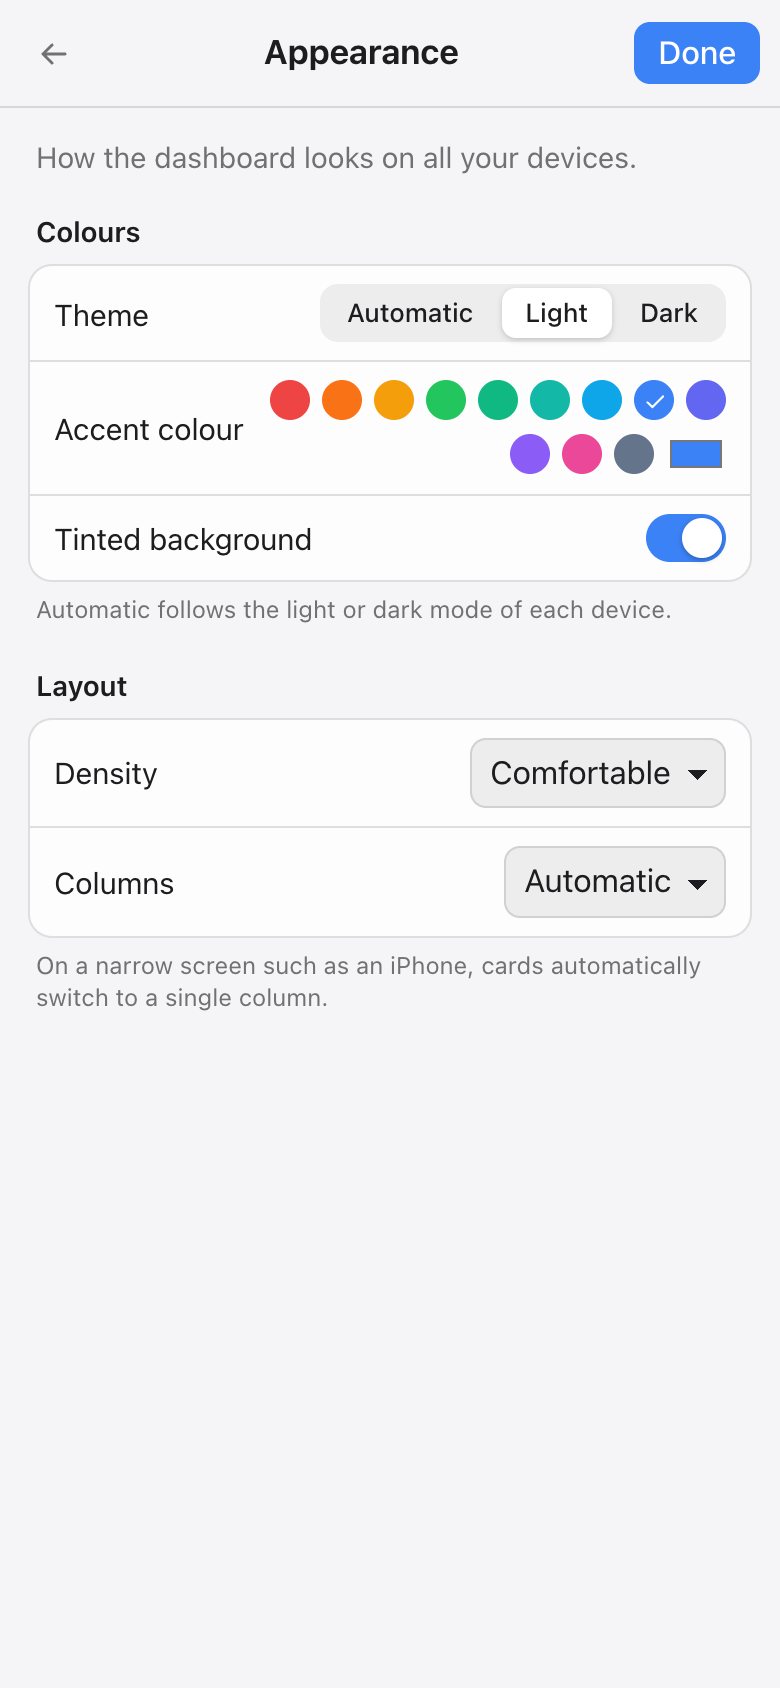 Appearance
Done
How the dashboard looks on all your devices.
Colours
Theme
Automatic
Light
Dark
Accent colour
Tinted background
Automatic follows the light or dark mode of each device.
Layout
Density
Comfortable
Columns
Automatic
On a narrow screen such as an iPhone, cards automatically
switch to a single column.